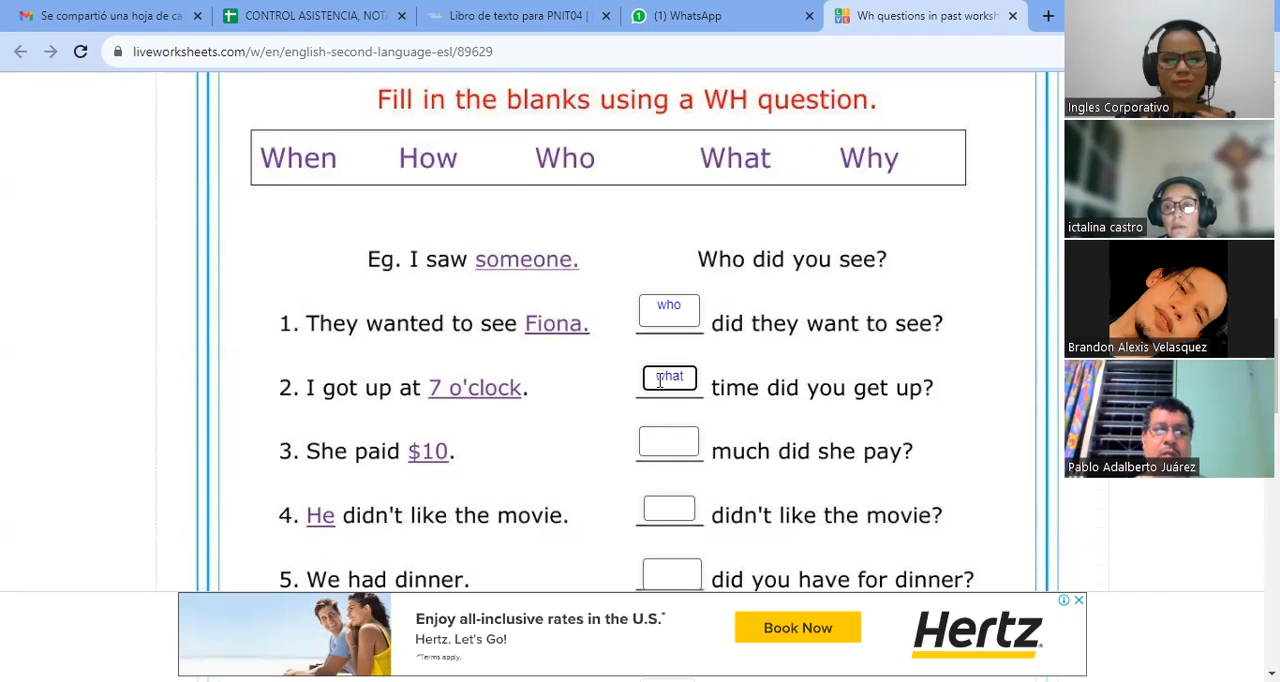 Se compartió una hoja de ca
CONTROL ASISTENCIA, NOTA
Libro de texto para PNIT04 |
(1) WhatsApp
Wh questions in past worksh
liveworksheets.com/w/en/english-second-language-esl/89629
Fill in the blanks using a WH question.
When How Who What Why
Eg. I saw someone. Who did you see?
1. They wanted to see Fiona. who did they want to see?
2. I got up at 7 o'clock. what time did you get up?
3. She paid $10. much did she pay?
4. He didn't like the movie. didn't like the movie?
5. We had dinner. did you have for dinner?
Enjoy all-inclusive rates in the U.S.*
Hertz. Let's Go!
*Terms apply.
Book Now
Hertz
Ingles Corporativo
ictalina castro
Brandon Alexis Velasquez
Pablo Adalberto Juárez